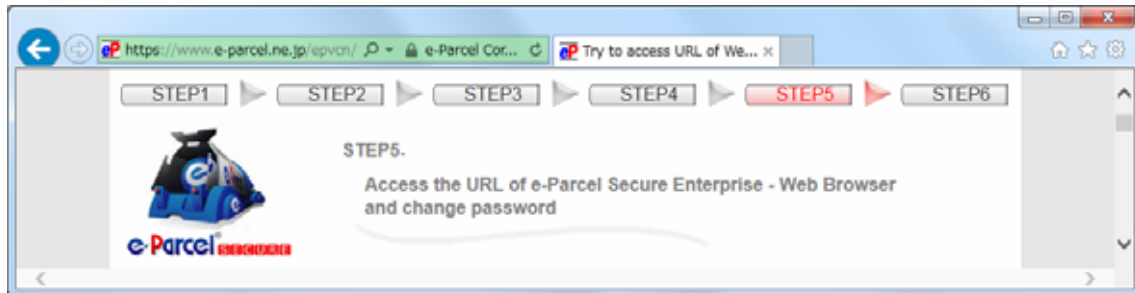 https://www.e-parcel.ne.jp/epvcn/
e-Parcel Cor...
eP Try to access URL of We...
STEP1
STEP2
STEP3
STEP4
STEP5
STEP6
STEP5.
Access the URL of e-Parcel Secure Enterprise - Web Browser
and change password
e
e-Parcel SECURE